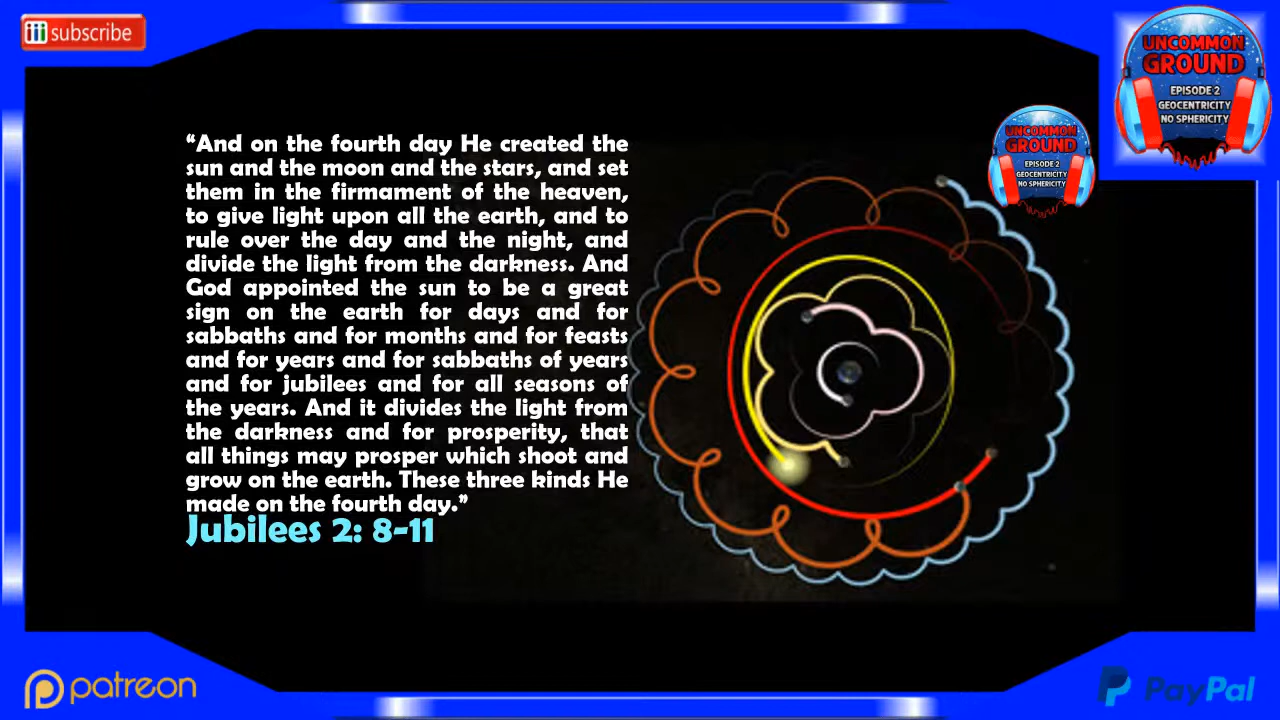 subscribe
UNCOMMON
GROUND
EPISODE 2
GEOCENTRICITY
NO SPHERICITY
UNCOMMON
GROUND
EPISODE 2
GEOCENTRICITY
NO SPHERICITY
“And on the fourth day He created the
sun and the moon and the stars, and set
them in the firmament of the heaven,
to give light upon all the earth, and to
rule over the day and the night, and
divide the light from the darkness. And
God appointed the sun to be a great
sign on the earth for days and for
sabbaths and for months and for feasts
and for years and for sabbaths of years
and for jubilees and for all seasons of
the years. And it divides the light from
the darkness and for prosperity, that
all things may prosper which shoot and
grow on the earth. These three kinds He
made on the fourth day.”
Jubilees 2: 8-11
patreon
PayPal